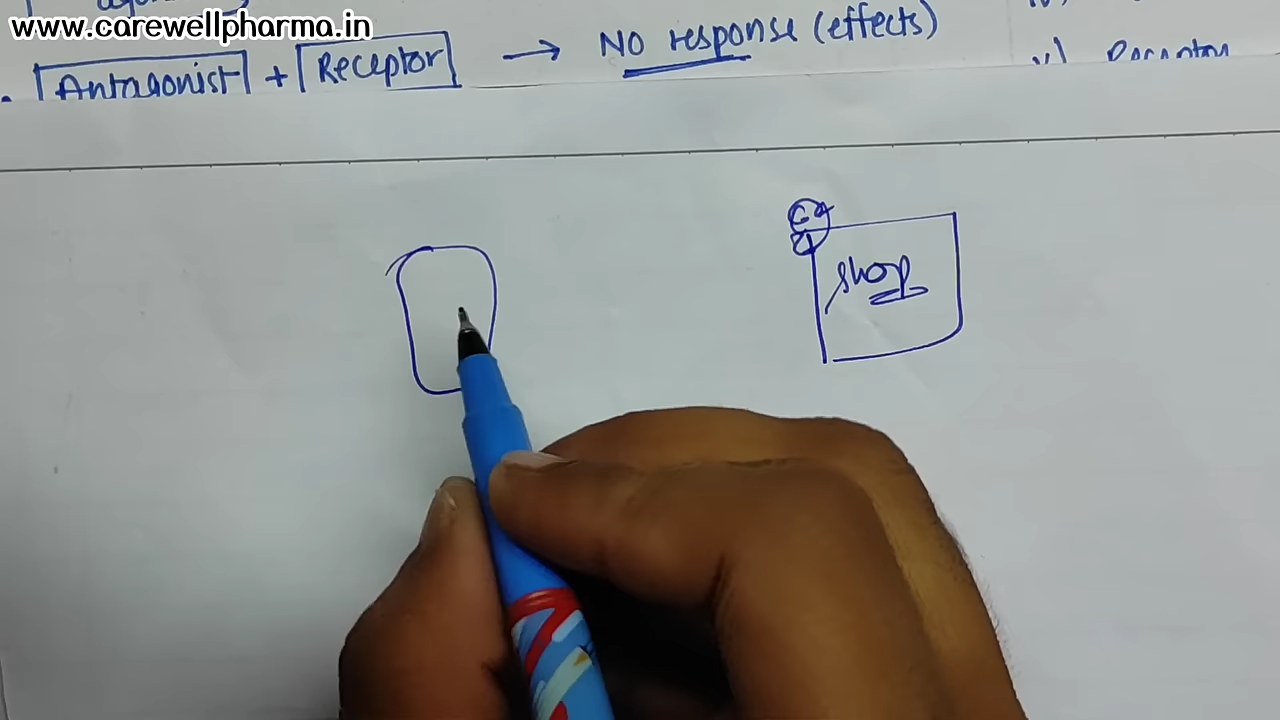 www.carewellpharma.in
Antagonist + Receptor → No response (effects)
shop